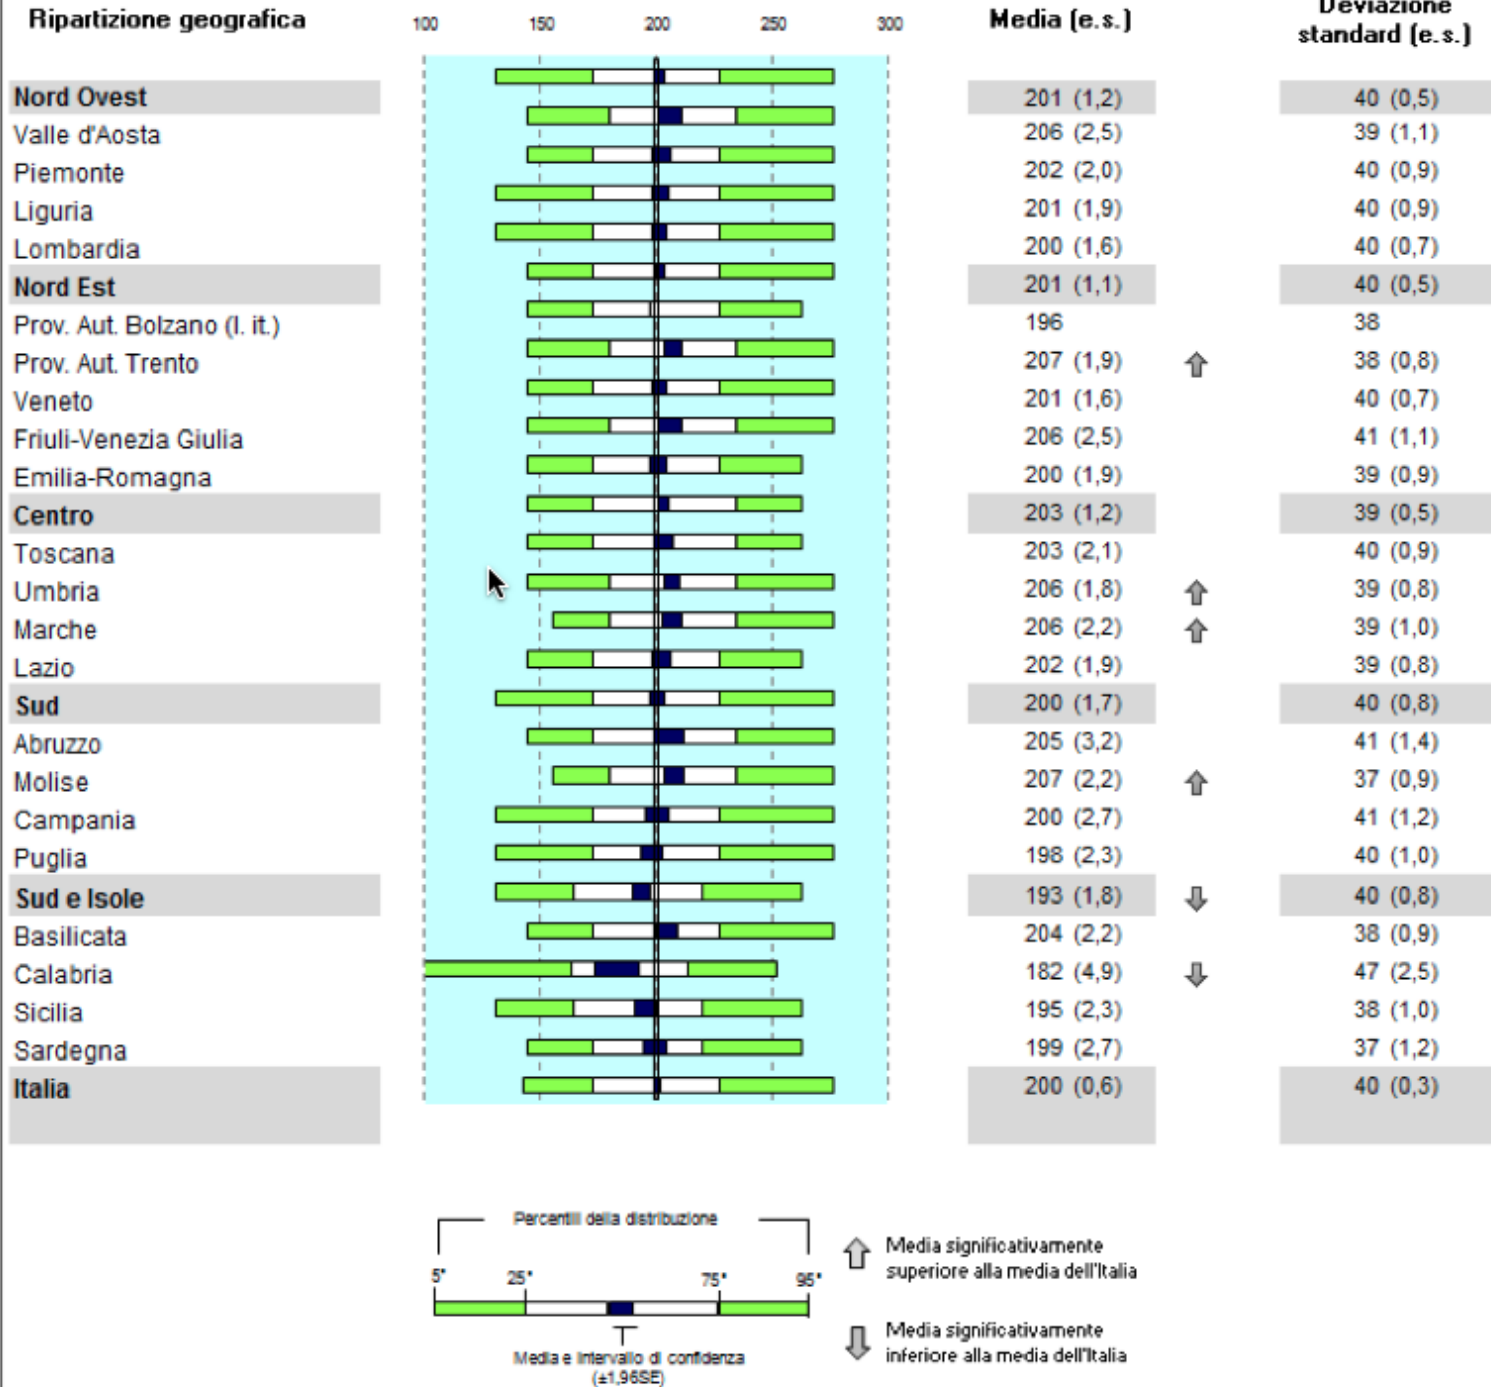 Ripartizione geografica 100 150 200 250 300 Media (e.s.) Deviazione
standard (e.s.)
Nord Ovest 201 (1,2) 40 (0,5)
Valle d'Aosta 206 (2,5) 39 (1,1)
Piemonte 202 (2,0) 40 (0,9)
Liguria 201 (1,9) 40 (0,9)
Lombardia 200 (1,6) 40 (0,7)
Nord Est 201 (1,1) 40 (0,5)
Prov. Aut. Bolzano (l. it.) 196 38
Prov. Aut. Trento 207 (1,9) 38 (0,8)
Veneto 201 (1,6) 40 (0,7)
Friuli-Venezia Giulia 206 (2,5) 41 (1,1)
Emilia-Romagna 200 (1,9) 39 (0,9)
Centro 203 (1,2) 39 (0,5)
Toscana 203 (2,1) 40 (0,9)
Umbria 206 (1,8) 39 (0,8)
Marche 206 (2,2) 39 (1,0)
Lazio 202 (1,9) 39 (0,8)
Sud 200 (1,7) 40 (0,8)
Abruzzo 205 (3,2) 41 (1,4)
Molise 207 (2,2) 37 (0,9)
Campania 200 (2,7) 41 (1,2)
Puglia 198 (2,3) 40 (1,0)
Sud e Isole 193 (1,8) 40 (0,8)
Basilicata 204 (2,2) 38 (0,9)
Calabria 182 (4,9) 47 (2,5)
Sicilia 195 (2,3) 38 (1,0)
Sardegna 199 (2,7) 37 (1,2)
Italia 200 (0,6) 40 (0,3)
Percentili della distribuzione
5° 25° 75° 95°
Media e intervallo di confidenza
(±1,96SE)
Media significativamente
superiore alla media dell'Italia
Media significativamente
inferiore alla media dell'Italia